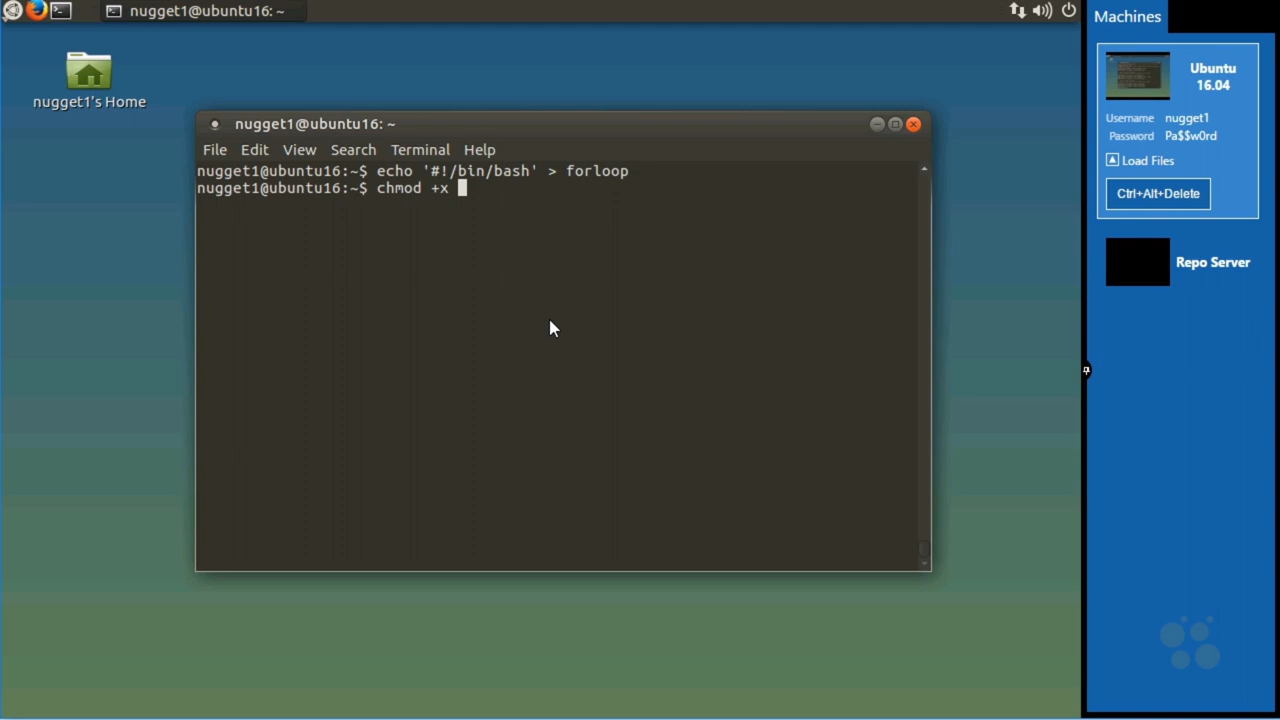 nugget1@ubuntu16: ~
Machines
nugget1's Home
Ubuntu
16.04
Username nugget1
Password Pa$$w0rd
Load Files
Ctrl+Alt+Delete
Repo Server
nugget1@ubuntu16: ~
File Edit View Search Terminal Help
nugget1@ubuntu16:~$ echo '#!/bin/bash' > forloop
nugget1@ubuntu16:~$ chmod +x